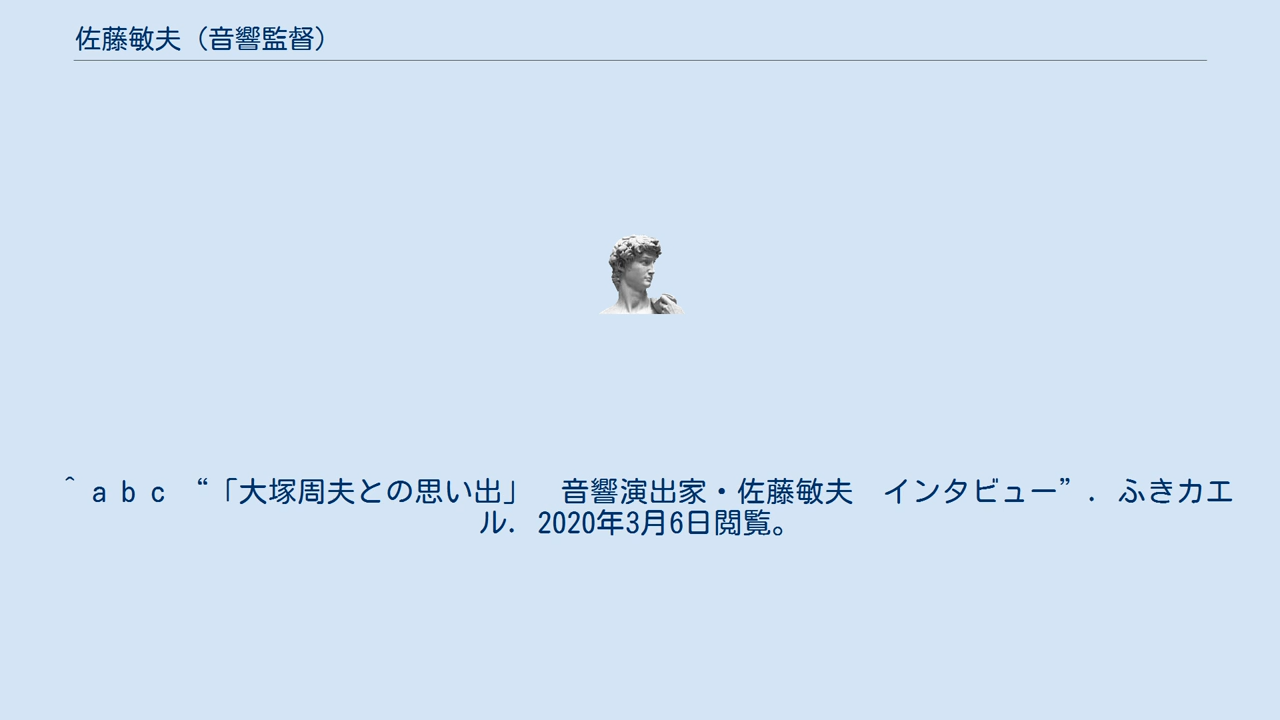 佐藤敏夫（音響監督）
^ a b c “「大塚周夫との思い出」　音響演出家・佐藤敏夫　インタビュー”. ふきカエ
ル. 2020年3月6日閲覧。